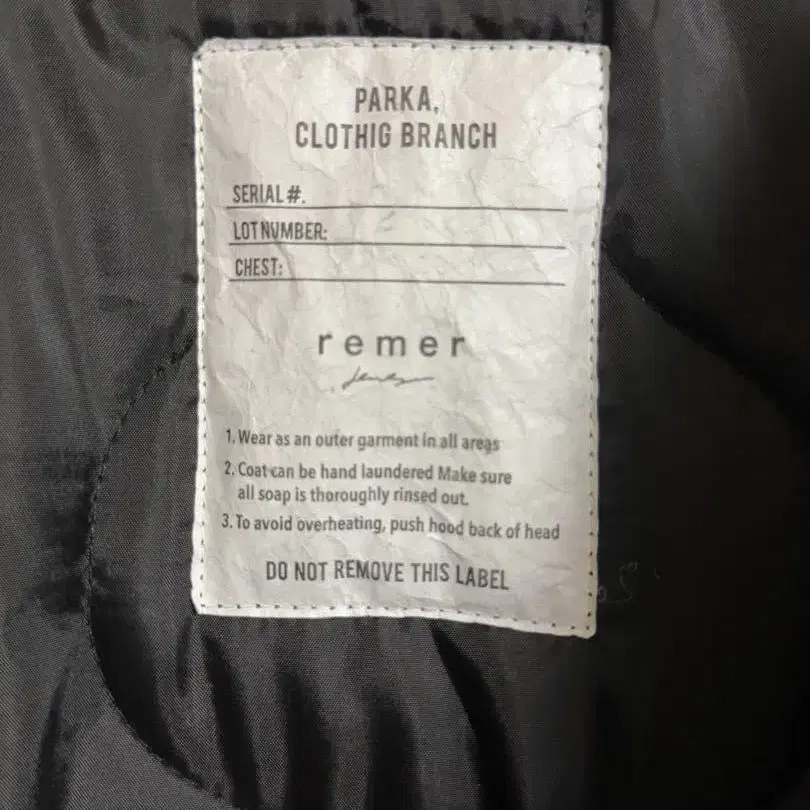 PARKA,
CLOTHIG BRANCH
SERIAL #.
LOT NUMBER:
CHEST:
remer
1. Wear as an outer garment in all areas
2. Coat can be hand laundered Make sure
all soap is thoroughly rinsed out.
3. To avoid overheating, push hood back of head
DO NOT REMOVE THIS LABEL